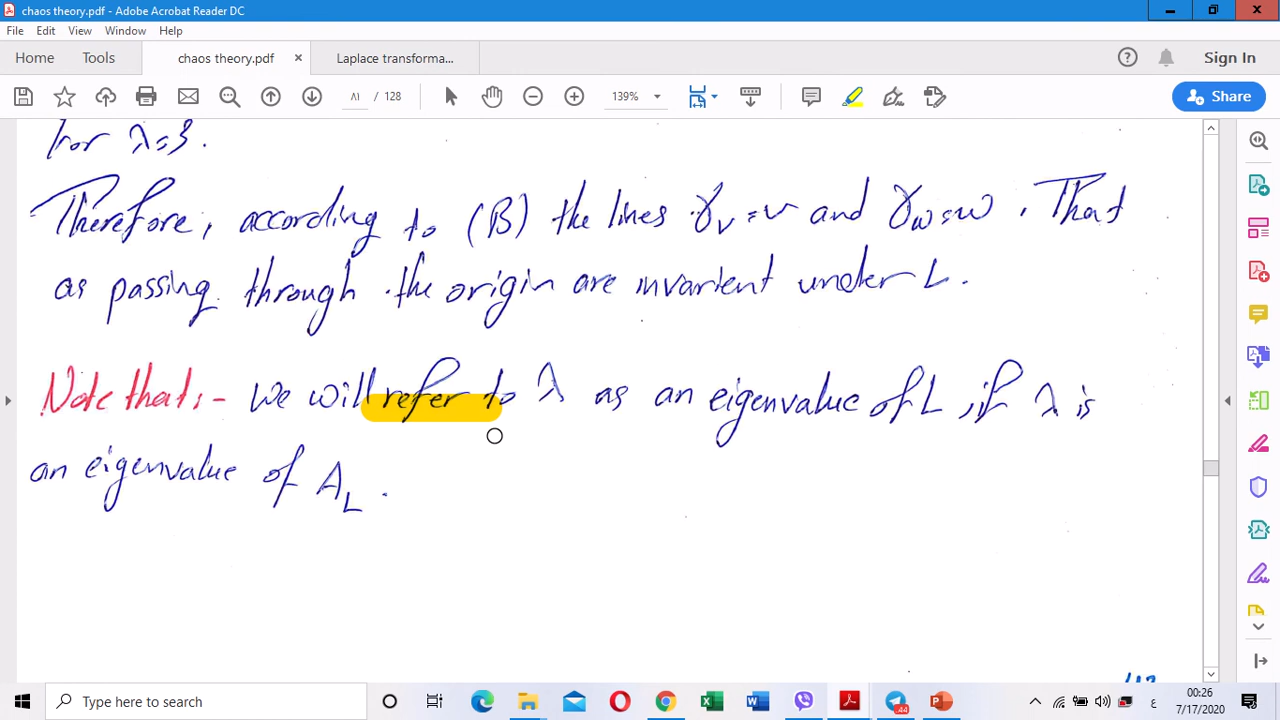 chaos theory.pdf - Adobe Acrobat Reader DC
File Edit View Window Help
Home Tools chaos theory.pdf × Laplace transforma... Sign In
٨١ / 128 139% Share
for λ=3.
Therefore, according to (B) the lines γv=v and γw=w. That
as passing through the origin are invarient under L.
Note that:- We will refer to λ as an eigenvalue of L, if λ is
an eigenvalue of AL.
Type here to search
44
ع
00:26
7/17/2020